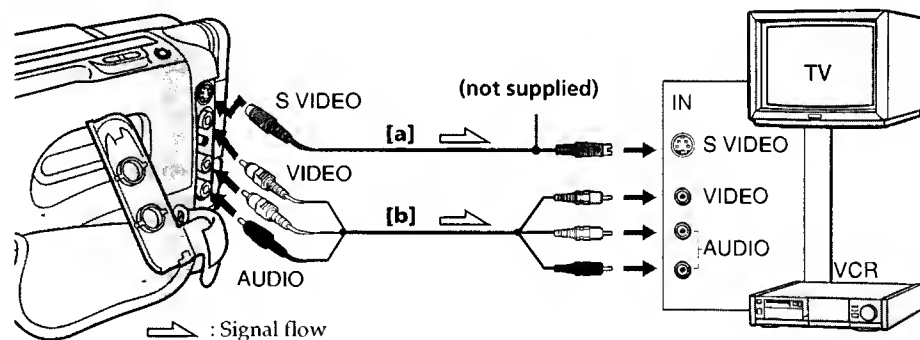 TV
(not supplied)
S VIDEO
IN
[a]
S VIDEO
VIDEO
VIDEO
[b]
AUDIO
AUDIO
VCR
: Signal flow